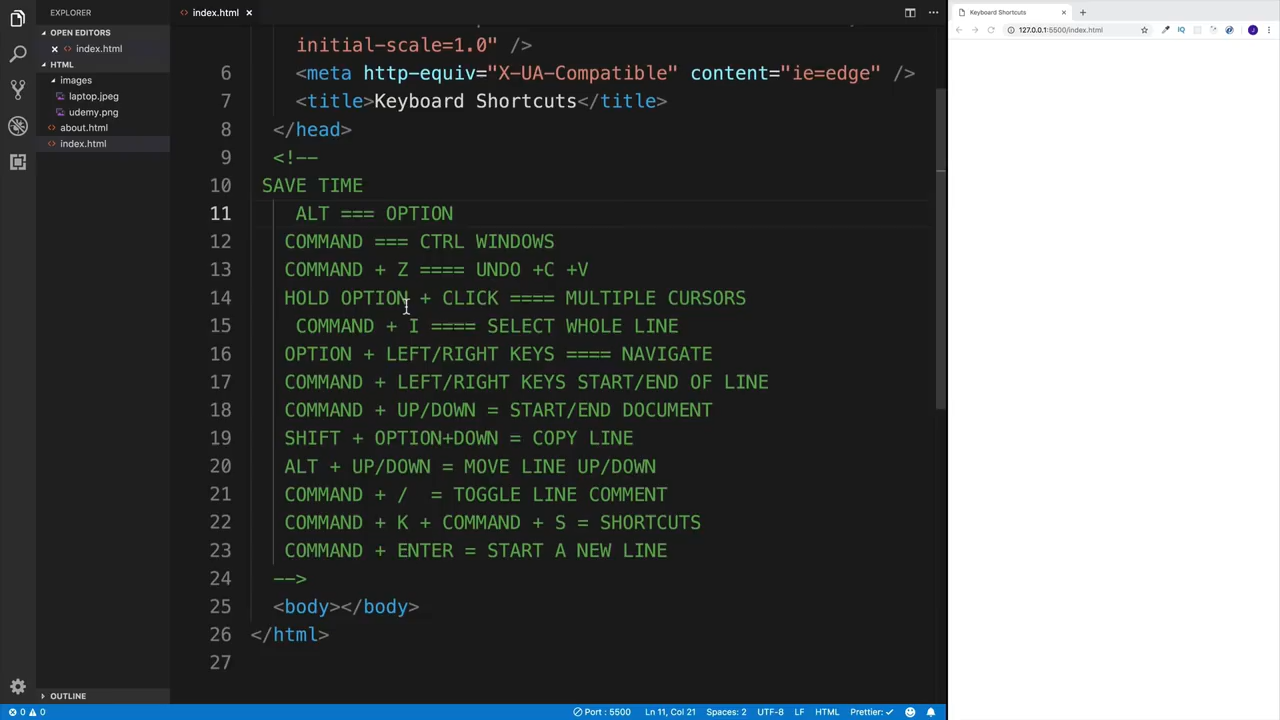 EXPLORER
OPEN EDITORS
index.html
HTML
images
laptop.jpeg
udemy.png
about.html
index.html
OUTLINE
index.html
initial-scale=1.0" />
6 <meta http-equiv="X-UA-Compatible" content="ie=edge" />
7 <title>Keyboard Shortcuts</title>
8 </head>
9 <!--
10 SAVE TIME
11 ALT === OPTION
12 COMMAND === CTRL WINDOWS
13 COMMAND + Z ==== UNDO +C +V
14 HOLD OPTION + CLICK ==== MULTIPLE CURSORS
15 COMMAND + I ==== SELECT WHOLE LINE
16 OPTION + LEFT/RIGHT KEYS ==== NAVIGATE
17 COMMAND + LEFT/RIGHT KEYS START/END OF LINE
18 COMMAND + UP/DOWN = START/END DOCUMENT
19 SHIFT + OPTION+DOWN = COPY LINE
20 ALT + UP/DOWN = MOVE LINE UP/DOWN
21 COMMAND + / = TOGGLE LINE COMMENT
22 COMMAND + K + COMMAND + S = SHORTCUTS
23 COMMAND + ENTER = START A NEW LINE
24 -->
25 <body></body>
26 </html>
27
0 0 Port : 5500 Ln 11, Col 21 Spaces: 2 UTF-8 LF HTML Prettier: ✓
Keyboard Shortcuts
127.0.0.1:5500/index.html
IQ
J